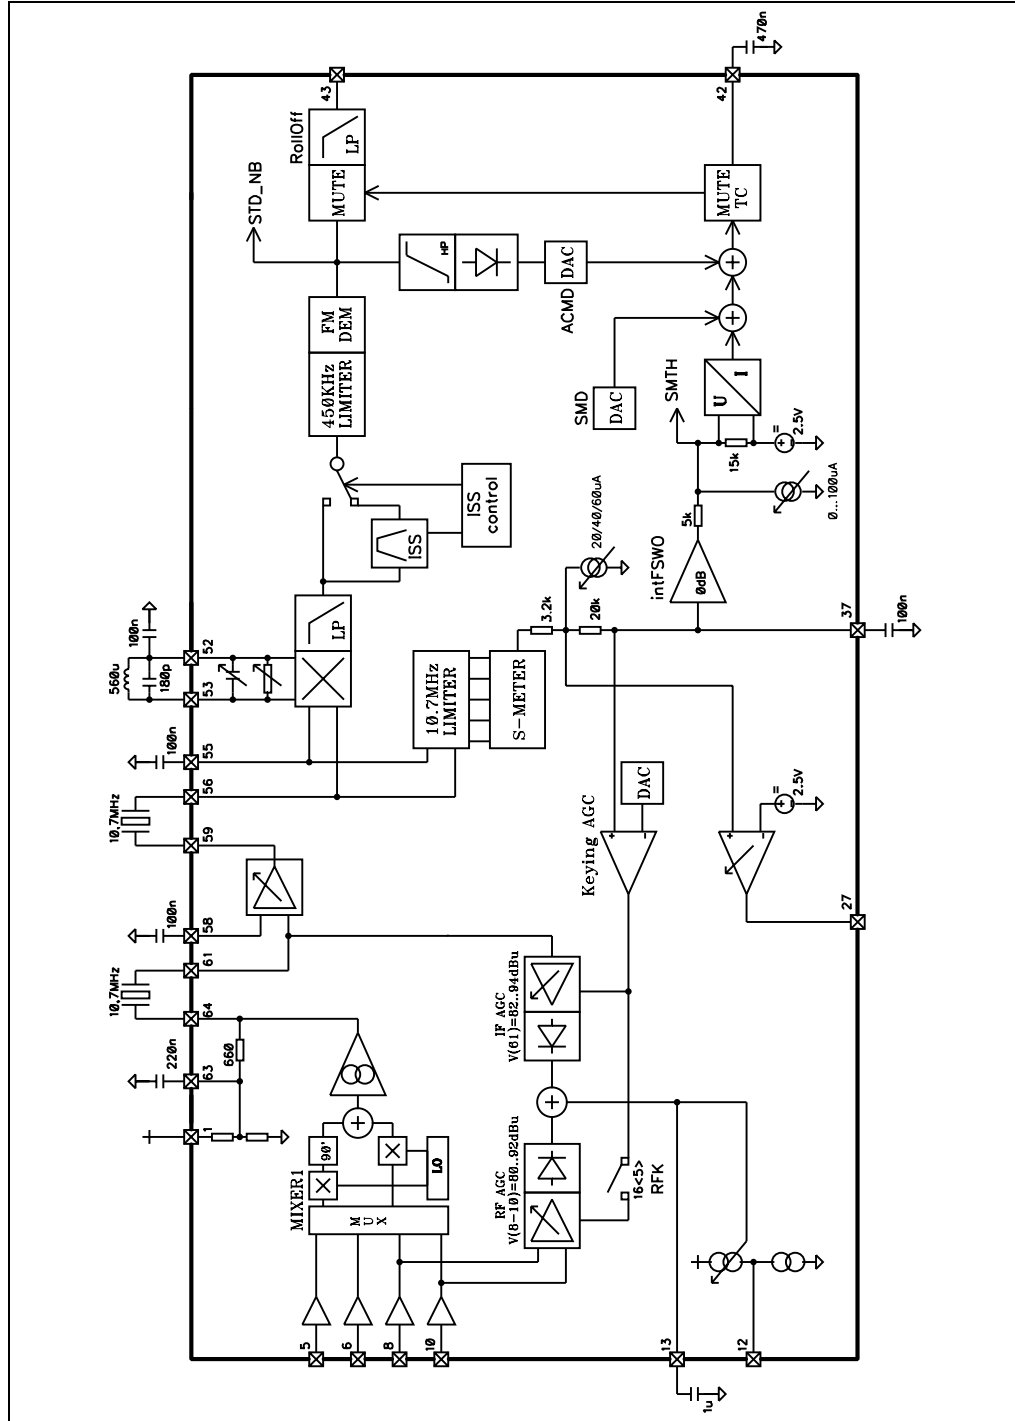 470n
43
42
RollOff
LP
MUTE
STD_NB
MUTE
TC
HP
DAC
ACMD
FM
DEM
450KHz
LIMITER
SMD
DAC
SMTH
U
I
15k
=
2.5V
5k
0...100uA
ISS
ISS
control
20/40/60uA
intFSWO
0dB
3.2k
20k
37
100n
100n
560u
180p
52
53
LP
10.7MHz
LIMITER
S-METER
100n
55
56
10.7MHz
59
Keying AGC
DAC
+
-
+
-
=
2.5V
27
100n
58
61
10.7MHz
64
220n
63
660
1
IF AGC
V(61)=82..94dBu
RF AGC
V(8-10)=80..92dBu
16<5>
RFK
MIXER1
90'
LO
MUX
5
6
8
10
13
12
1u